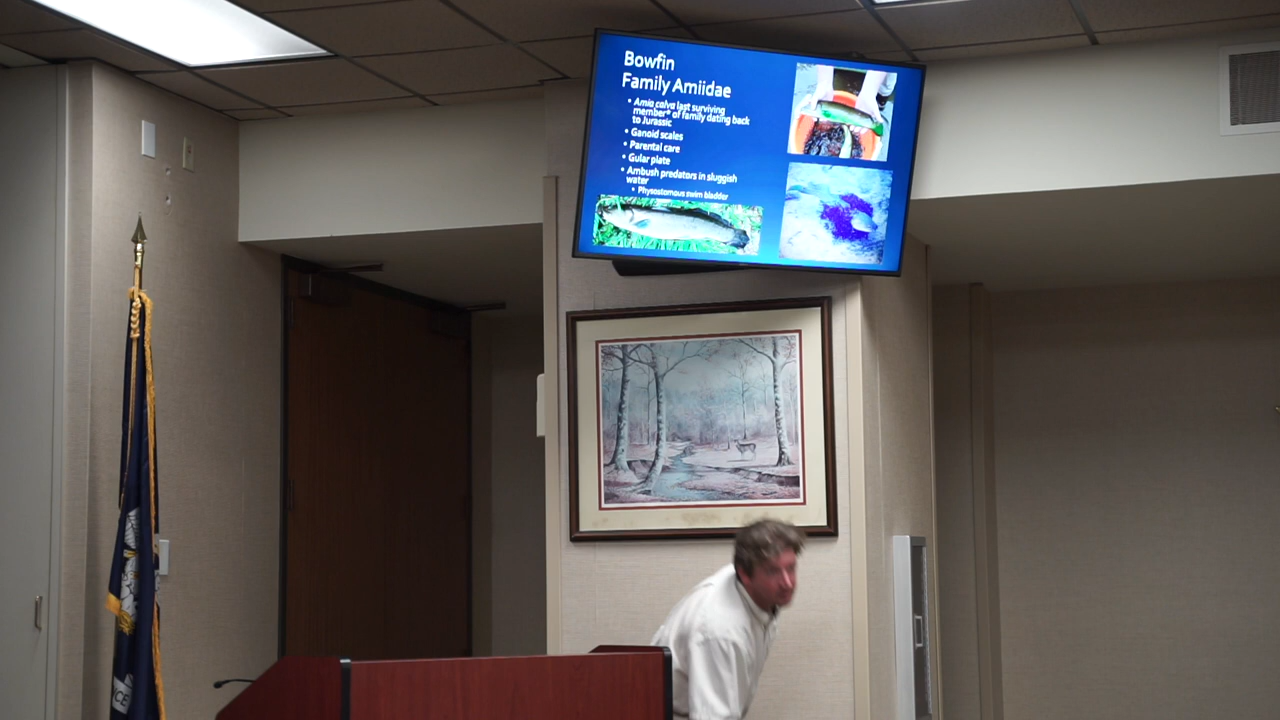 Bowfin
Family Amiidae
• Amia calva last surviving
member* of family dating back
to Jurassic
• Ganoid scales
• Parental care
• Gular plate
• Ambush predators in sluggish
water
• Physostomous swim bladder